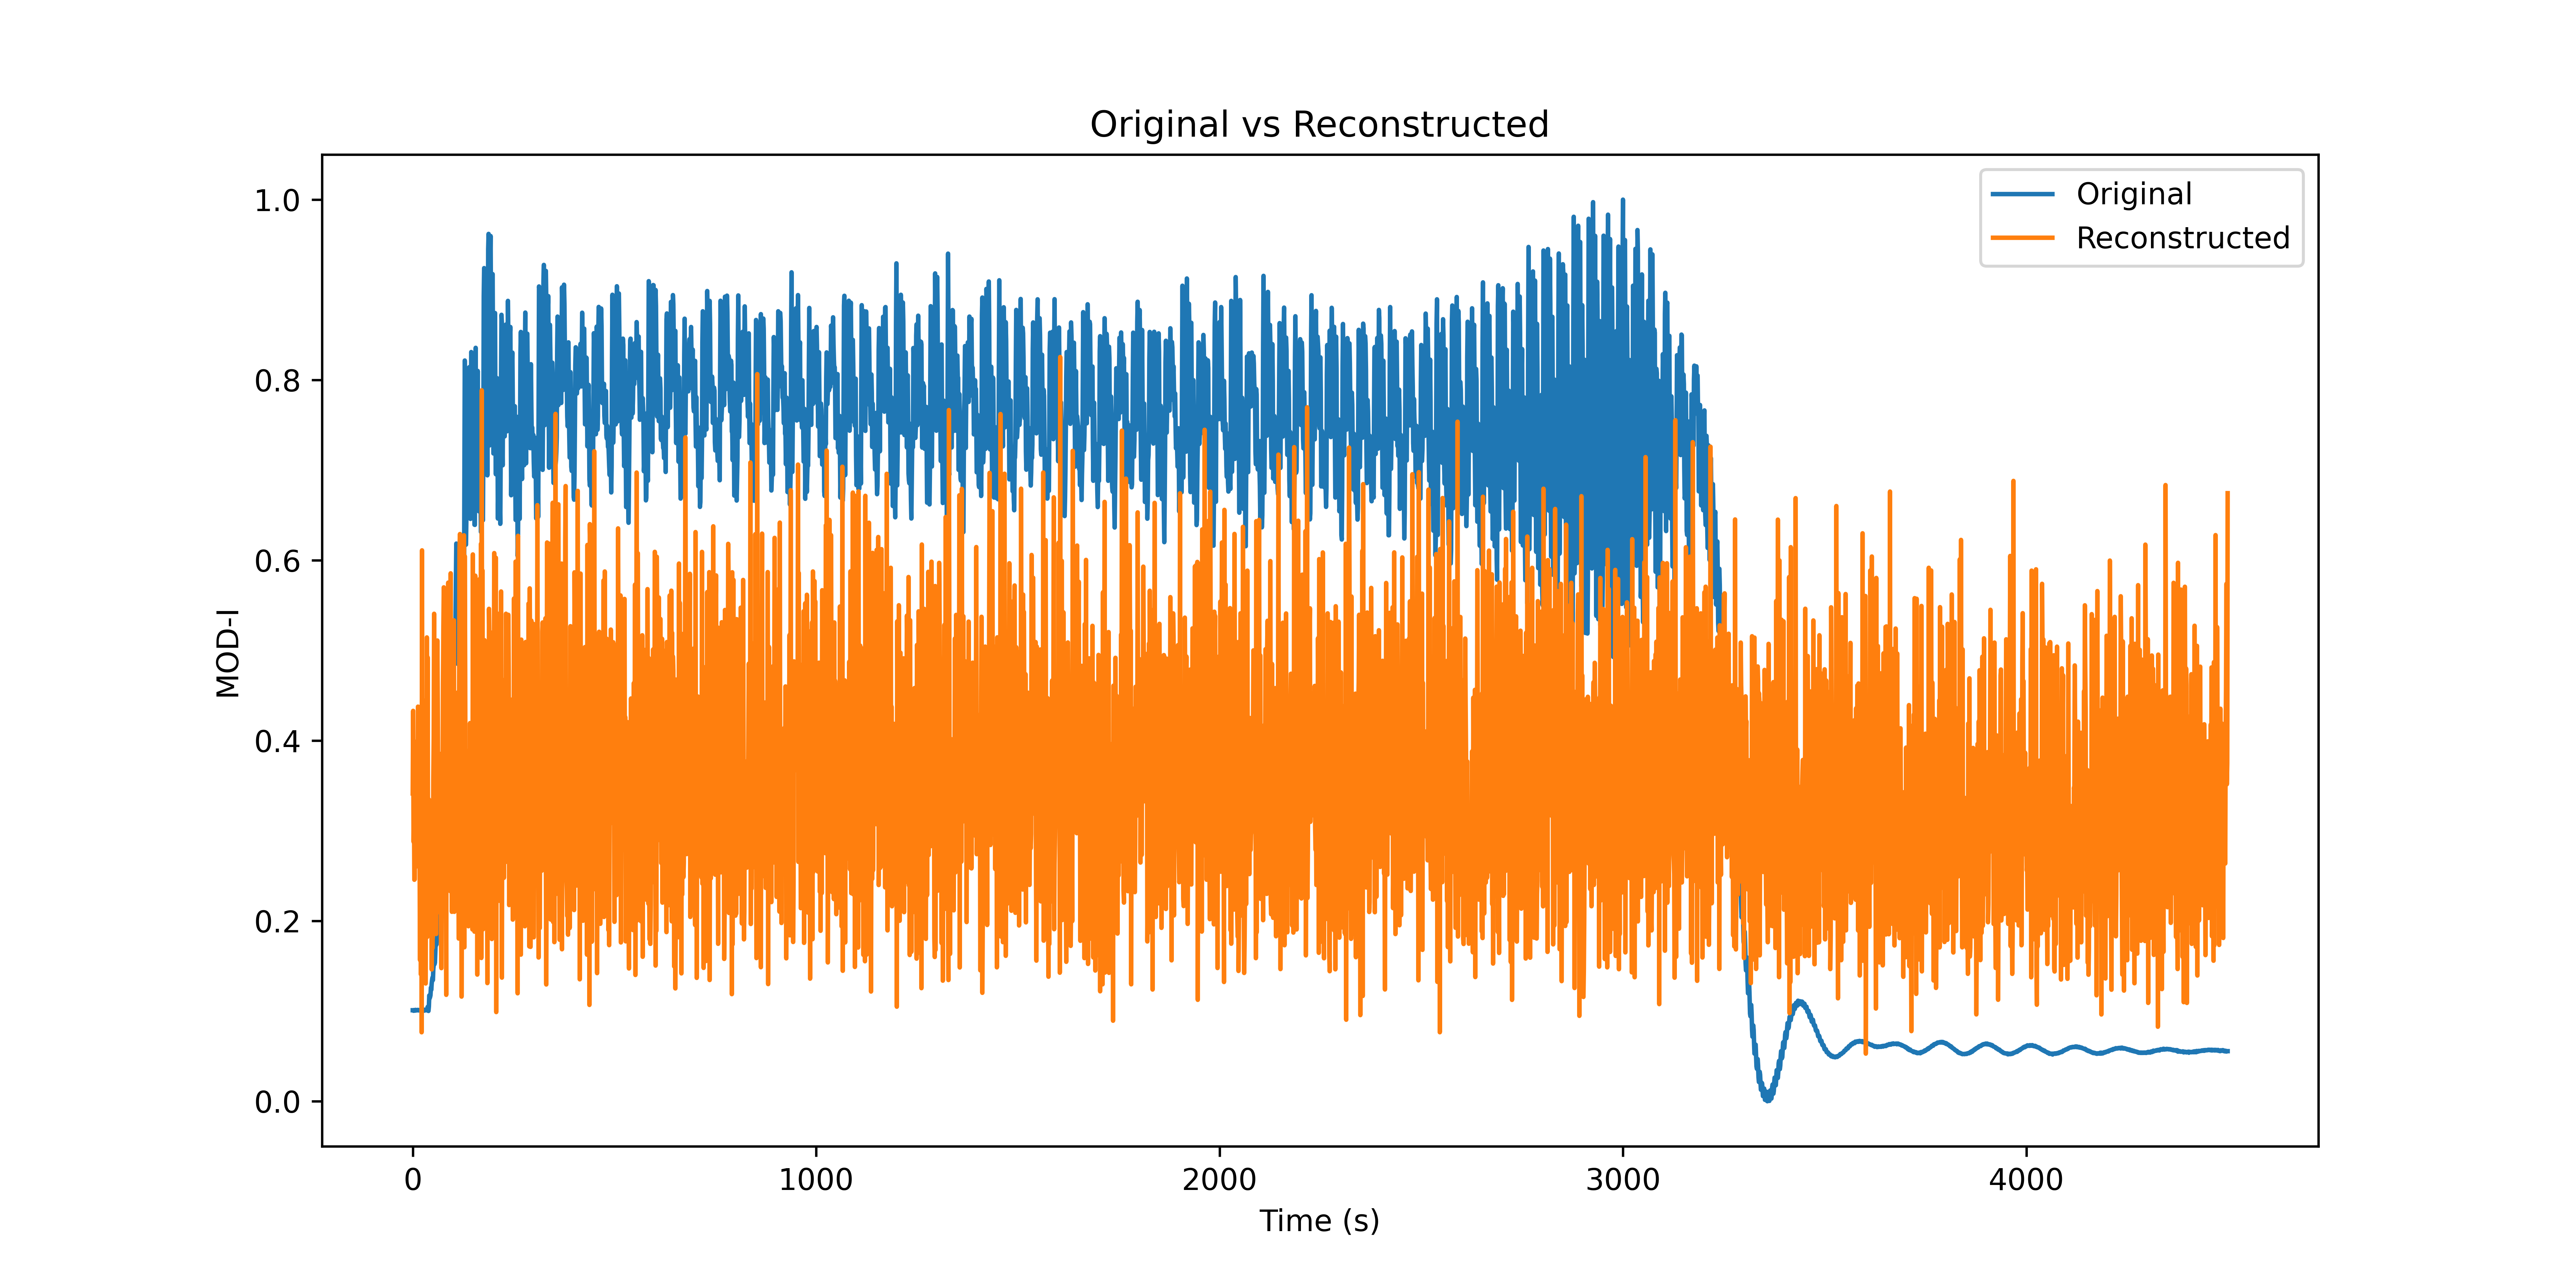 Original vs Reconstructed
Original
Reconstructed
1.0
0.8
0.6
0.4
0.2
0.0
MOD-I
0 1000 2000 3000 4000
Time (s)